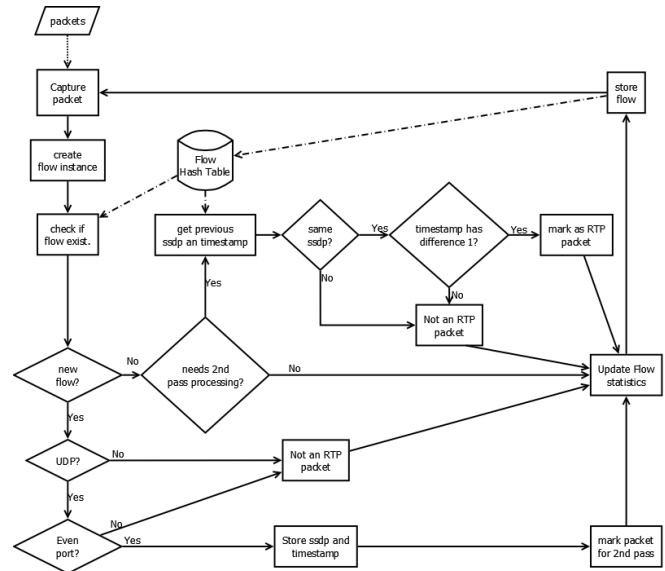 packets
Capture
packet
store
flow
create
flow instance
Flow
Hash Table
check if
flow exist.
get previous
ssdp an timestamp
same
ssdp?
Yes
timestamp has
difference 1?
Yes
mark as RTP
packet
No
No
Yes
Not an RTP
packet
new
flow?
No
needs 2nd
pass processing?
No
Update Flow
statistics
Yes
UDP?
No
Not an RTP
packet
Yes
No
Even
port?
Yes
Store ssdp and
timestamp
mark packet
for 2nd pass